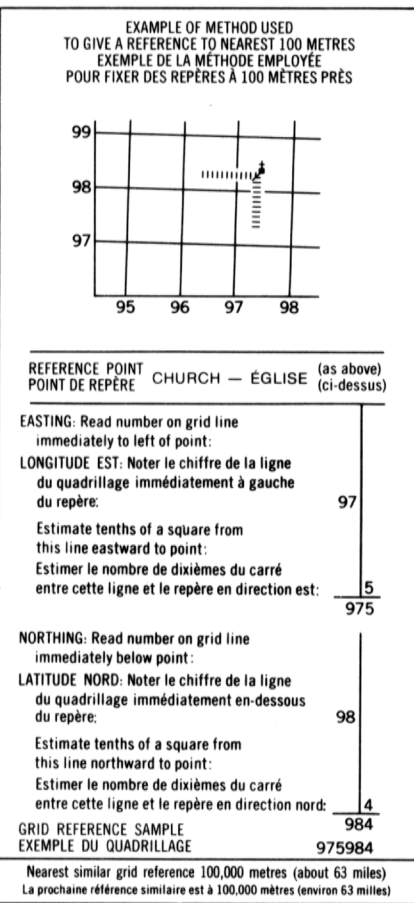 EXAMPLE OF METHOD USED
TO GIVE A REFERENCE TO NEAREST 100 METRES
EXEMPLE DE LA MÉTHODE EMPLOYÉE
POUR FIXER DES REPÈRES À 100 MÈTRES PRÈS
99
98
97
95 96 97 98
REFERENCE POINT
POINT DE REPÈRE
CHURCH — ÉGLISE
(as above)
(ci-dessus)
EASTING: Read number on grid line
immediately to left of point:
LONGITUDE EST: Noter le chiffre de la ligne
du quadrillage immédiatement à gauche
du repère: 97
Estimate tenths of a square from
this line eastward to point:
Estimer le nombre de dixièmes du carré
entre cette ligne et le repère en direction est: 5
975
NORTHING: Read number on grid line
immediately below point:
LATITUDE NORD: Noter le chiffre de la ligne
du quadrillage immédiatement en-dessous
du repère: 98
Estimate tenths of a square from
this line northward to point:
Estimer le nombre de dixièmes du carré
entre cette ligne et le repère en direction nord: 4
GRID REFERENCE SAMPLE 984
EXEMPLE DU QUADRILLAGE 975984
Nearest similar grid reference 100,000 metres (about 63 miles)
La prochaine référence similaire est à 100,000 mètres (environ 63 milles)